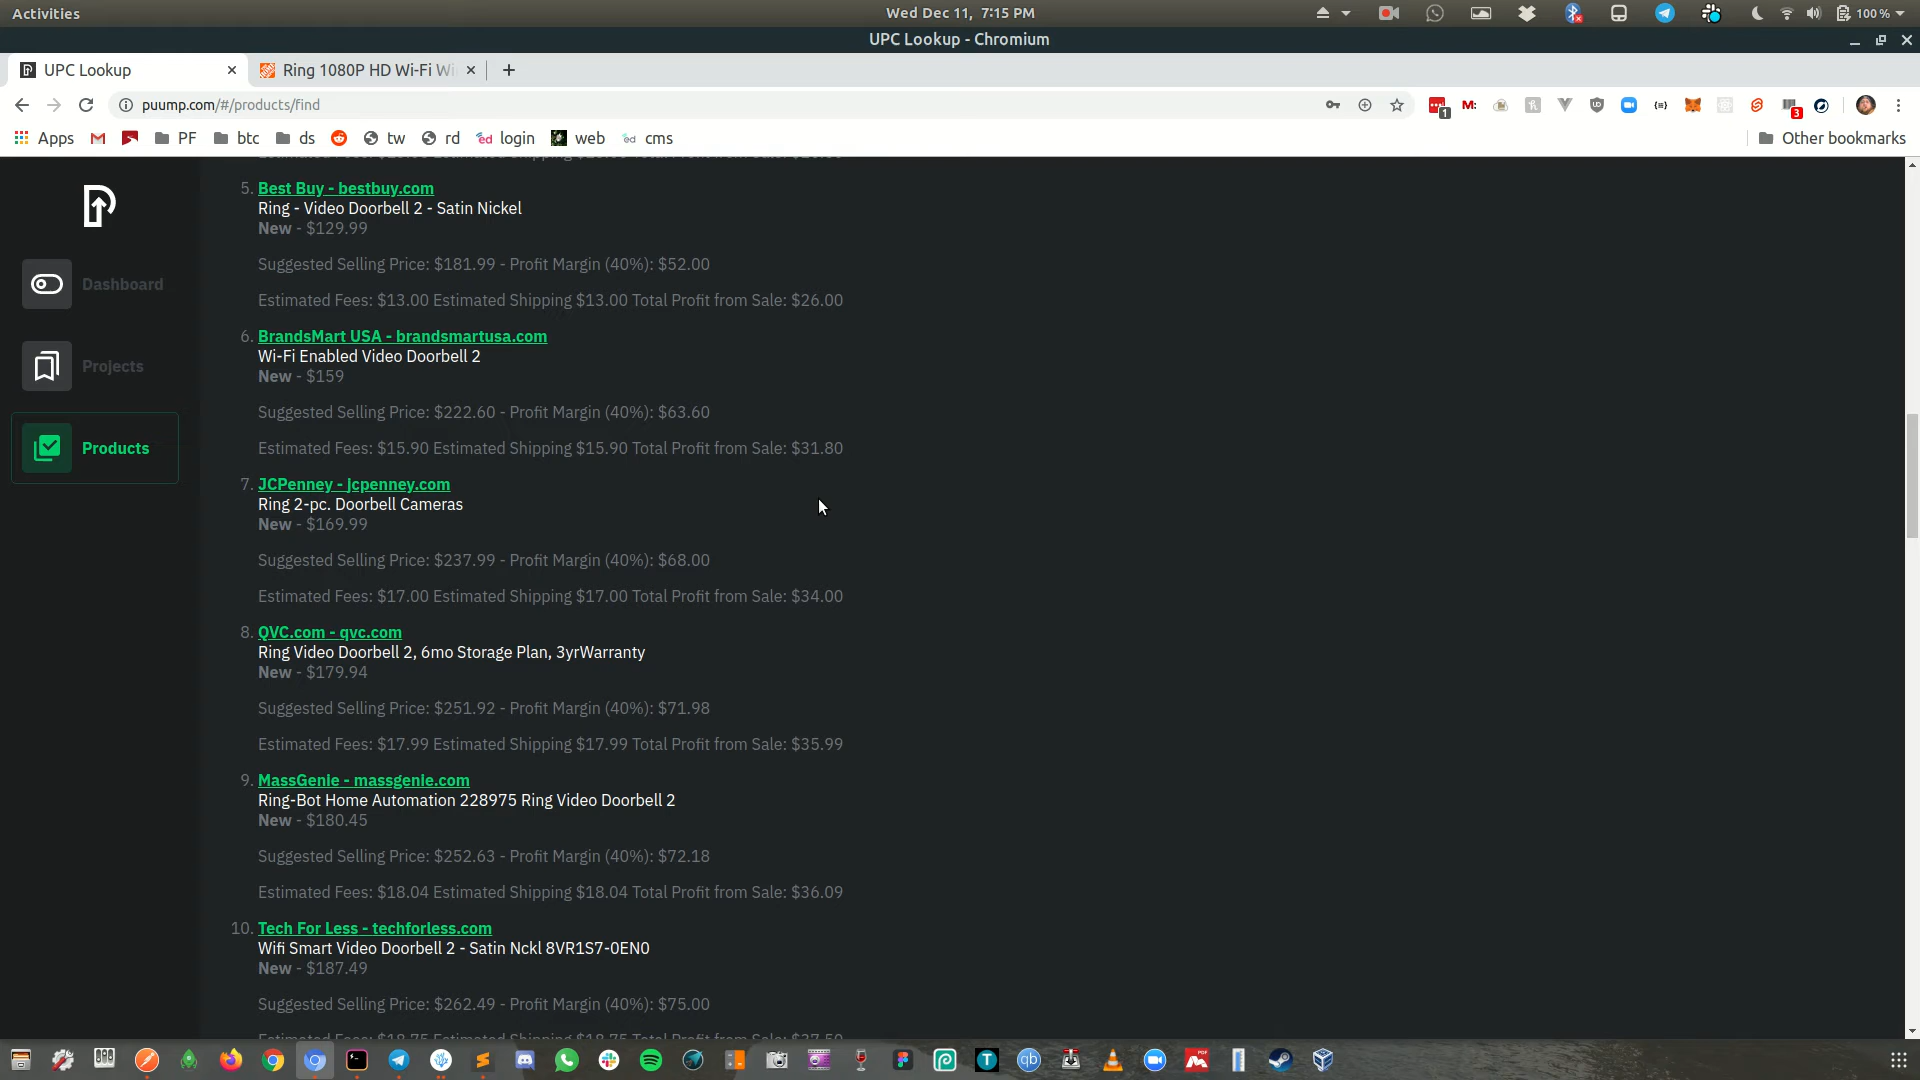 Activities
Wed Dec 11, 7:15 PM
100 %
UPC Lookup - Chromium
UPC Lookup
Ring 1080P HD Wi-Fi Wi
puump.com/#/products/find
1
M:
3
Apps
PF
btc
ds
tw
rd
ed login
web
ed cms
Other bookmarks
Dashboard
Projects
Products
5. Best Buy - bestbuy.com
Ring - Video Doorbell 2 - Satin Nickel
New - $129.99
Suggested Selling Price: $181.99 - Profit Margin (40%): $52.00
Estimated Fees: $13.00 Estimated Shipping $13.00 Total Profit from Sale: $26.00
6. BrandsMart USA - brandsmartusa.com
Wi-Fi Enabled Video Doorbell 2
New - $159
Suggested Selling Price: $222.60 - Profit Margin (40%): $63.60
Estimated Fees: $15.90 Estimated Shipping $15.90 Total Profit from Sale: $31.80
7. JCPenney - jcpenney.com
Ring 2-pc. Doorbell Cameras
New - $169.99
Suggested Selling Price: $237.99 - Profit Margin (40%): $68.00
Estimated Fees: $17.00 Estimated Shipping $17.00 Total Profit from Sale: $34.00
8. QVC.com - qvc.com
Ring Video Doorbell 2, 6mo Storage Plan, 3yrWarranty
New - $179.94
Suggested Selling Price: $251.92 - Profit Margin (40%): $71.98
Estimated Fees: $17.99 Estimated Shipping $17.99 Total Profit from Sale: $35.99
9. MassGenie - massgenie.com
Ring-Bot Home Automation 228975 Ring Video Doorbell 2
New - $180.45
Suggested Selling Price: $252.63 - Profit Margin (40%): $72.18
Estimated Fees: $18.04 Estimated Shipping $18.04 Total Profit from Sale: $36.09
10. Tech For Less - techforless.com
Wifi Smart Video Doorbell 2 - Satin Nckl 8VR1S7-0EN0
New - $187.49
Suggested Selling Price: $262.49 - Profit Margin (40%): $75.00